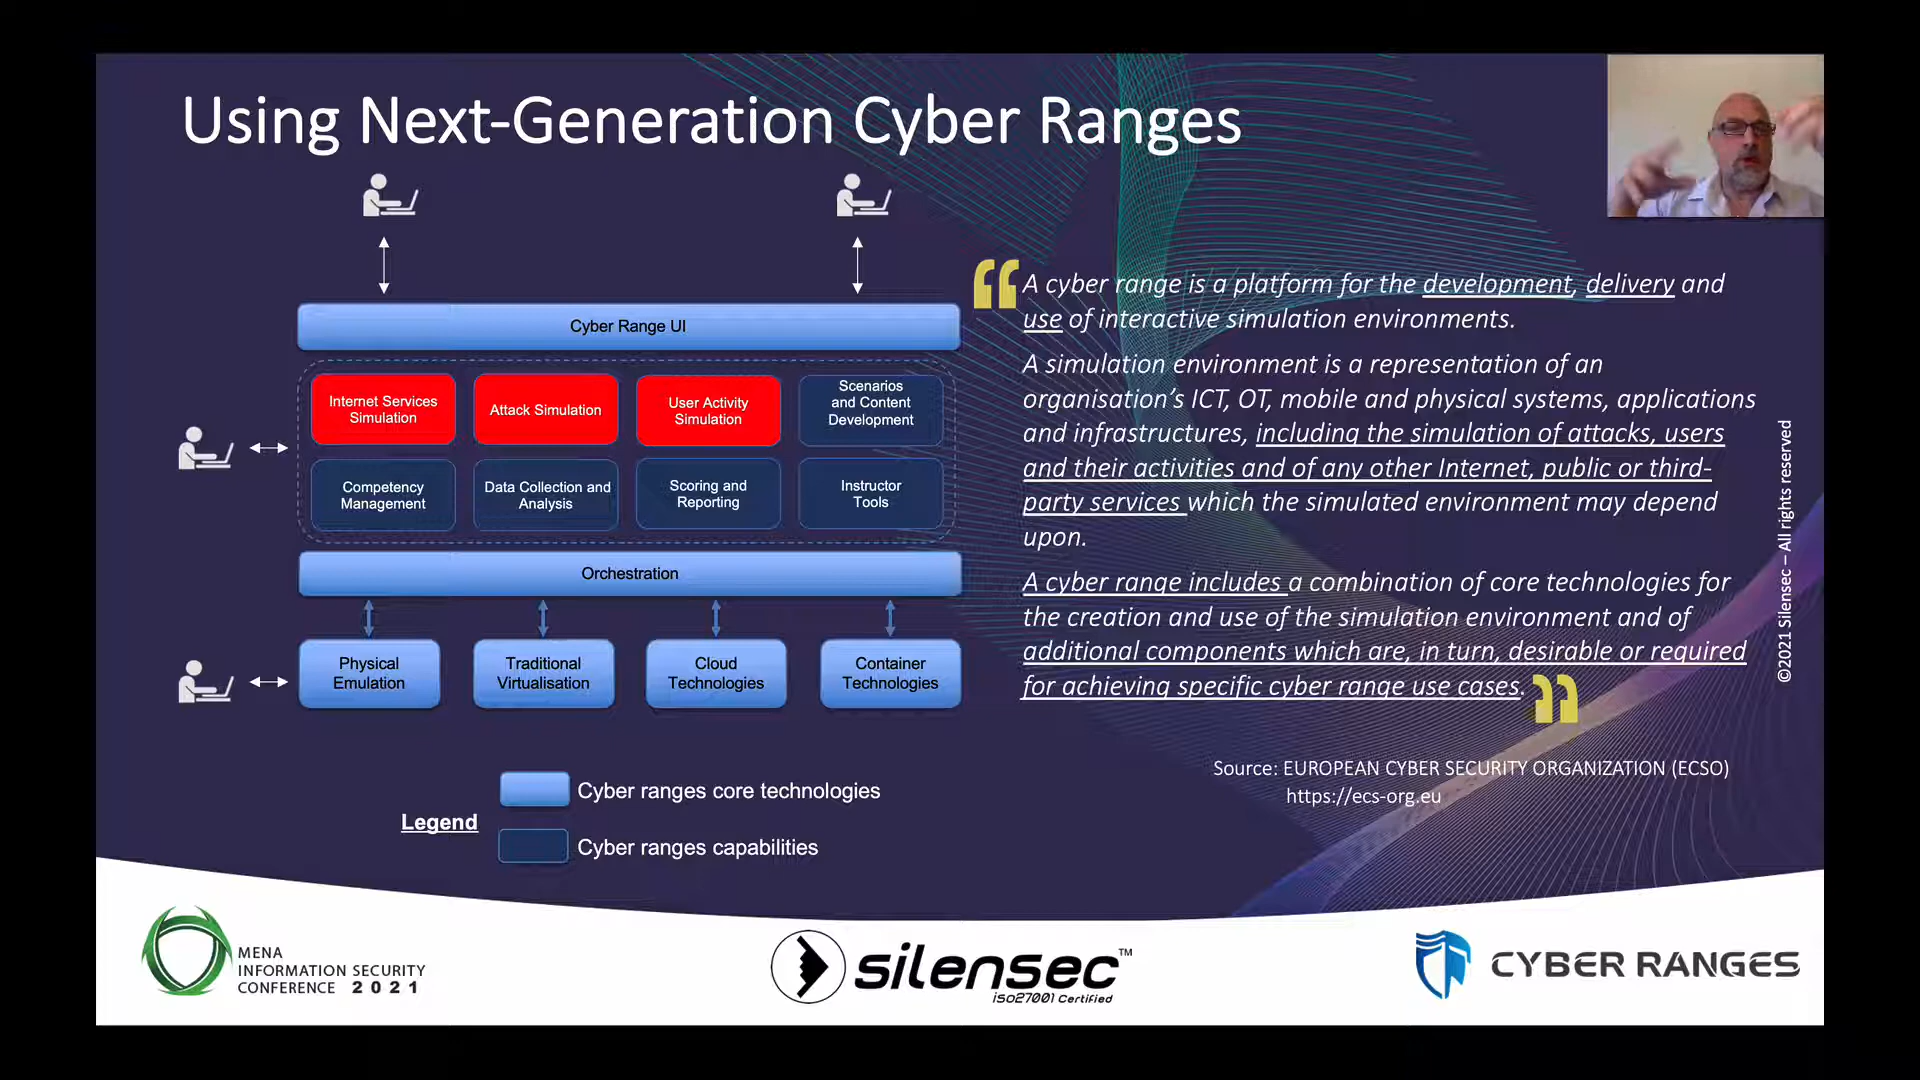 Using Next-Generation Cyber Ranges
Cyber Range UI
Internet Services
Simulation
Attack Simulation
User Activity
Simulation
Scenarios
and Content
Development
Competency
Management
Data Collection and
Analysis
Scoring and
Reporting
Instructor
Tools
Orchestration
Physical
Emulation
Traditional
Virtualisation
Cloud
Technologies
Container
Technologies
Legend
Cyber ranges core technologies
Cyber ranges capabilities
“A cyber range is a platform for the development, delivery and
use of interactive simulation environments.
A simulation environment is a representation of an
organisation’s ICT, OT, mobile and physical systems, applications
and infrastructures, including the simulation of attacks, users
and their activities and of any other Internet, public or third-
party services which the simulated environment may depend
upon.
A cyber range includes a combination of core technologies for
the creation and use of the simulation environment and of
additional components which are, in turn, desirable or required
for achieving specific cyber range use cases.”
Source: EUROPEAN CYBER SECURITY ORGANIZATION (ECSO)
https://ecs-org.eu
©2021 Silensec – All rights reserved
MENA
INFORMATION SECURITY
CONFERENCE 2021
silensec™
iso27001 Certified
CYBER RANGES